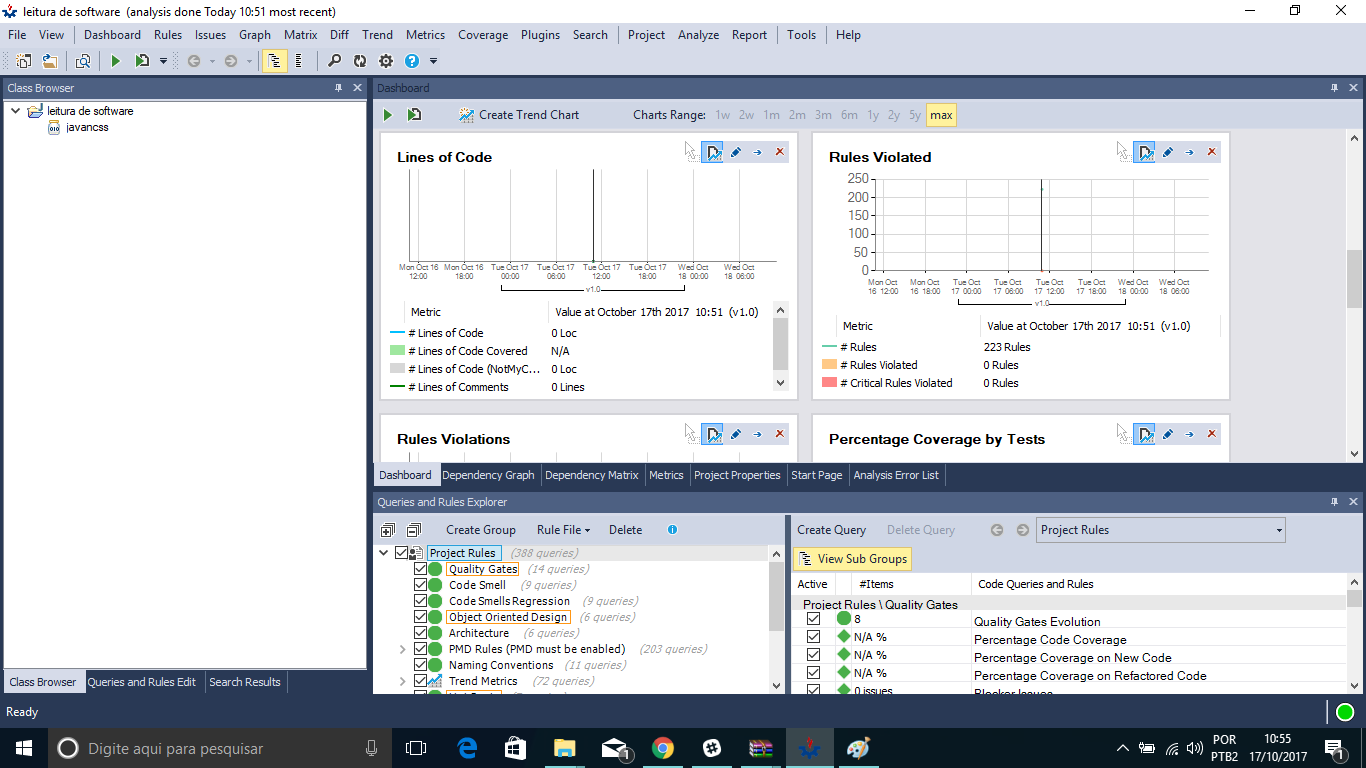 leitura de software  (analysis done Today 10:51 most recent)
File View Dashboard Rules Issues Graph Matrix Diff Trend Metrics Coverage Plugins Search Project Analyze Report Tools Help
Class Browser
leitura de software
javancss
Class Browser Queries and Rules Edit Search Results
Dashboard
Create Trend Chart Charts Range: 1w 2w 1m 2m 3m 6m 1y 2y 5y max
Lines of Code
Mon Oct 16 12:00 Mon Oct 16 18:00 Tue Oct 17 00:00 Tue Oct 17 06:00 Tue Oct 17 12:00 Tue Oct 17 18:00 Wed Oct 18 00:00 Wed Oct 18 06:00
v1.0
Metric Value at October 17th 2017  10:51  (v1.0)
# Lines of Code 0 Loc
# Lines of Code Covered N/A
# Lines of Code (NotMyC... 0 Loc
# Lines of Comments 0 Lines
Rules Violated
250
200
150
100
50
0
Mon Oct 16 12:00 Mon Oct 16 18:00 Tue Oct 17 00:00 Tue Oct 17 06:00 Tue Oct 17 12:00 Tue Oct 17 18:00 Wed Oct 18 00:00 Wed Oct 18 06:00
v1.0
Metric Value at October 17th 2017  10:51  (v1.0)
# Rules 223 Rules
# Rules Violated 0 Rules
# Critical Rules Violated 0 Rules
Rules Violations
Percentage Coverage by Tests
Dashboard Dependency Graph Dependency Matrix Metrics Project Properties Start Page Analysis Error List
Queries and Rules Explorer
Create Group Rule File Delete
Project Rules (388 queries)
Quality Gates (14 queries)
Code Smell (9 queries)
Code Smells Regression (9 queries)
Object Oriented Design (6 queries)
Architecture (6 queries)
PMD Rules (PMD must be enabled) (203 queries)
Naming Conventions (11 queries)
Trend Metrics (72 queries)
Create Query Delete Query Project Rules
View Sub Groups
Active #Items Code Queries and Rules
Project Rules \ Quality Gates
8 Quality Gates Evolution
N/A % Percentage Code Coverage
N/A % Percentage Coverage on New Code
N/A % Percentage Coverage on Refactored Code
0 issues Blocker Issues
Ready
Digite aqui para pesquisar
1
POR
PTB2
10:55
17/10/2017
1